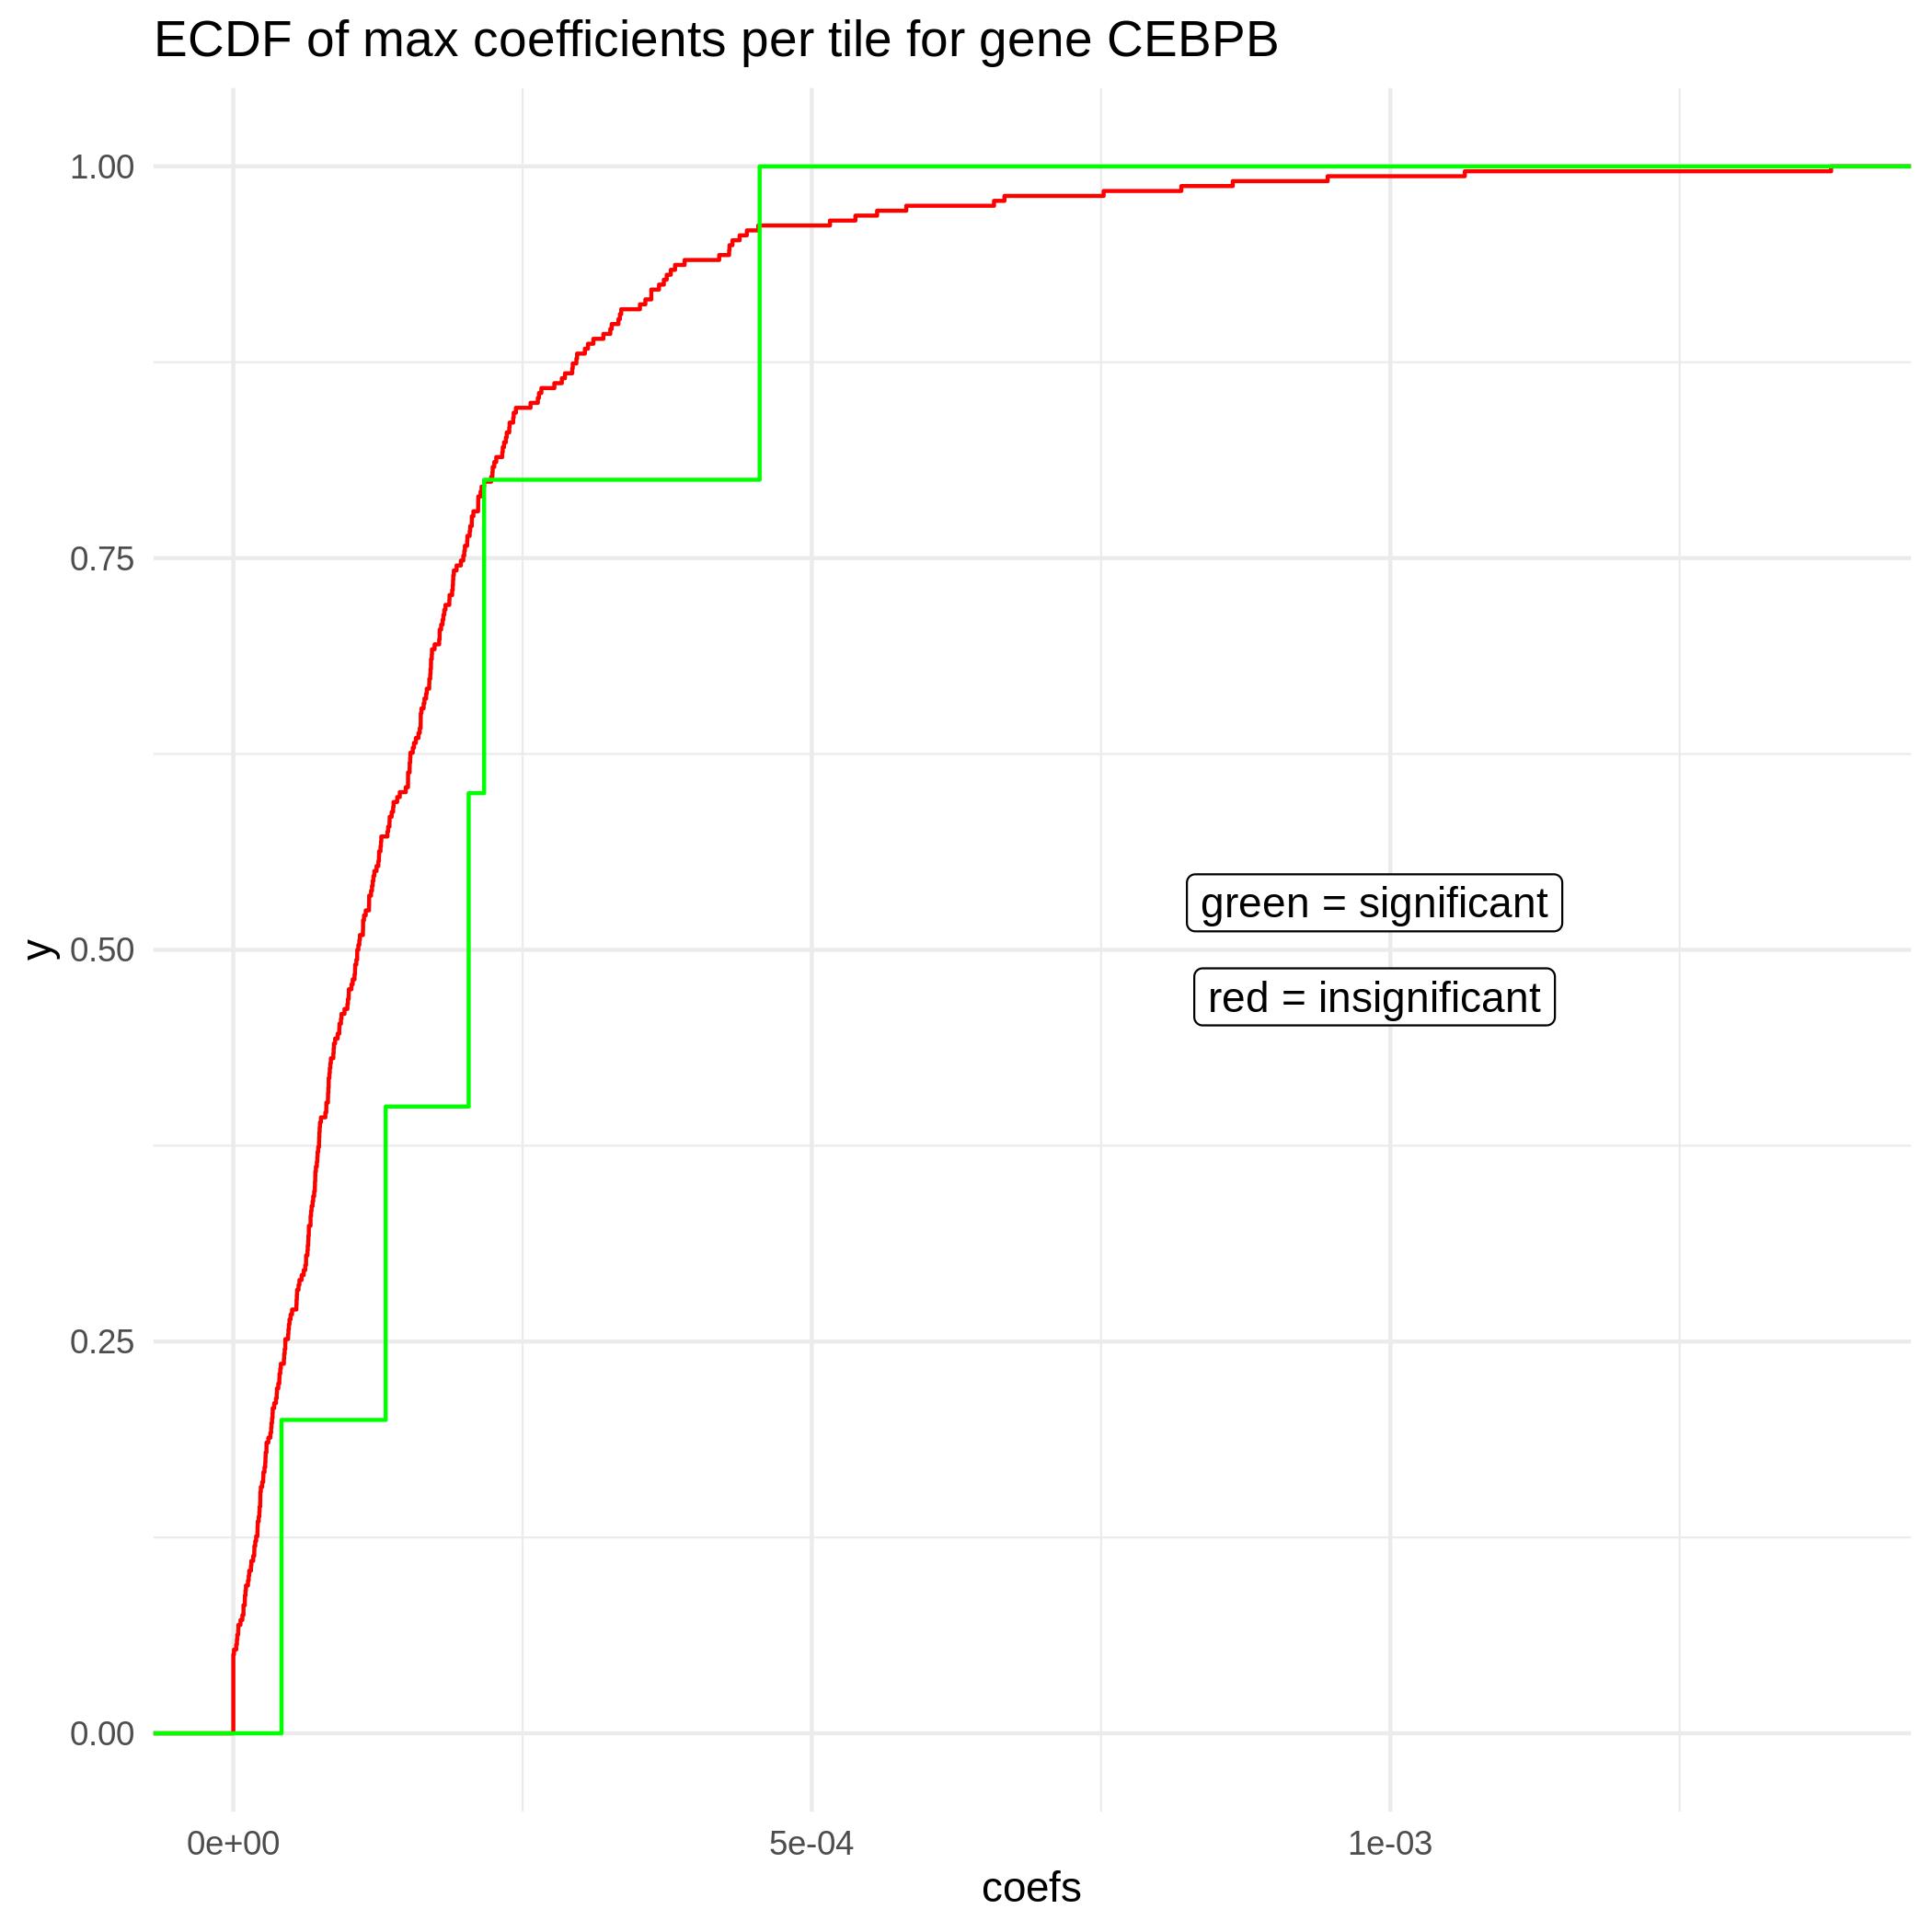 ECDF of max coefficients per tile for gene CEBPB
1.00
0.75
0.50
0.25
0.00
y
green = significant
red = insignificant
0e+00
5e-04
1e-03
coefs